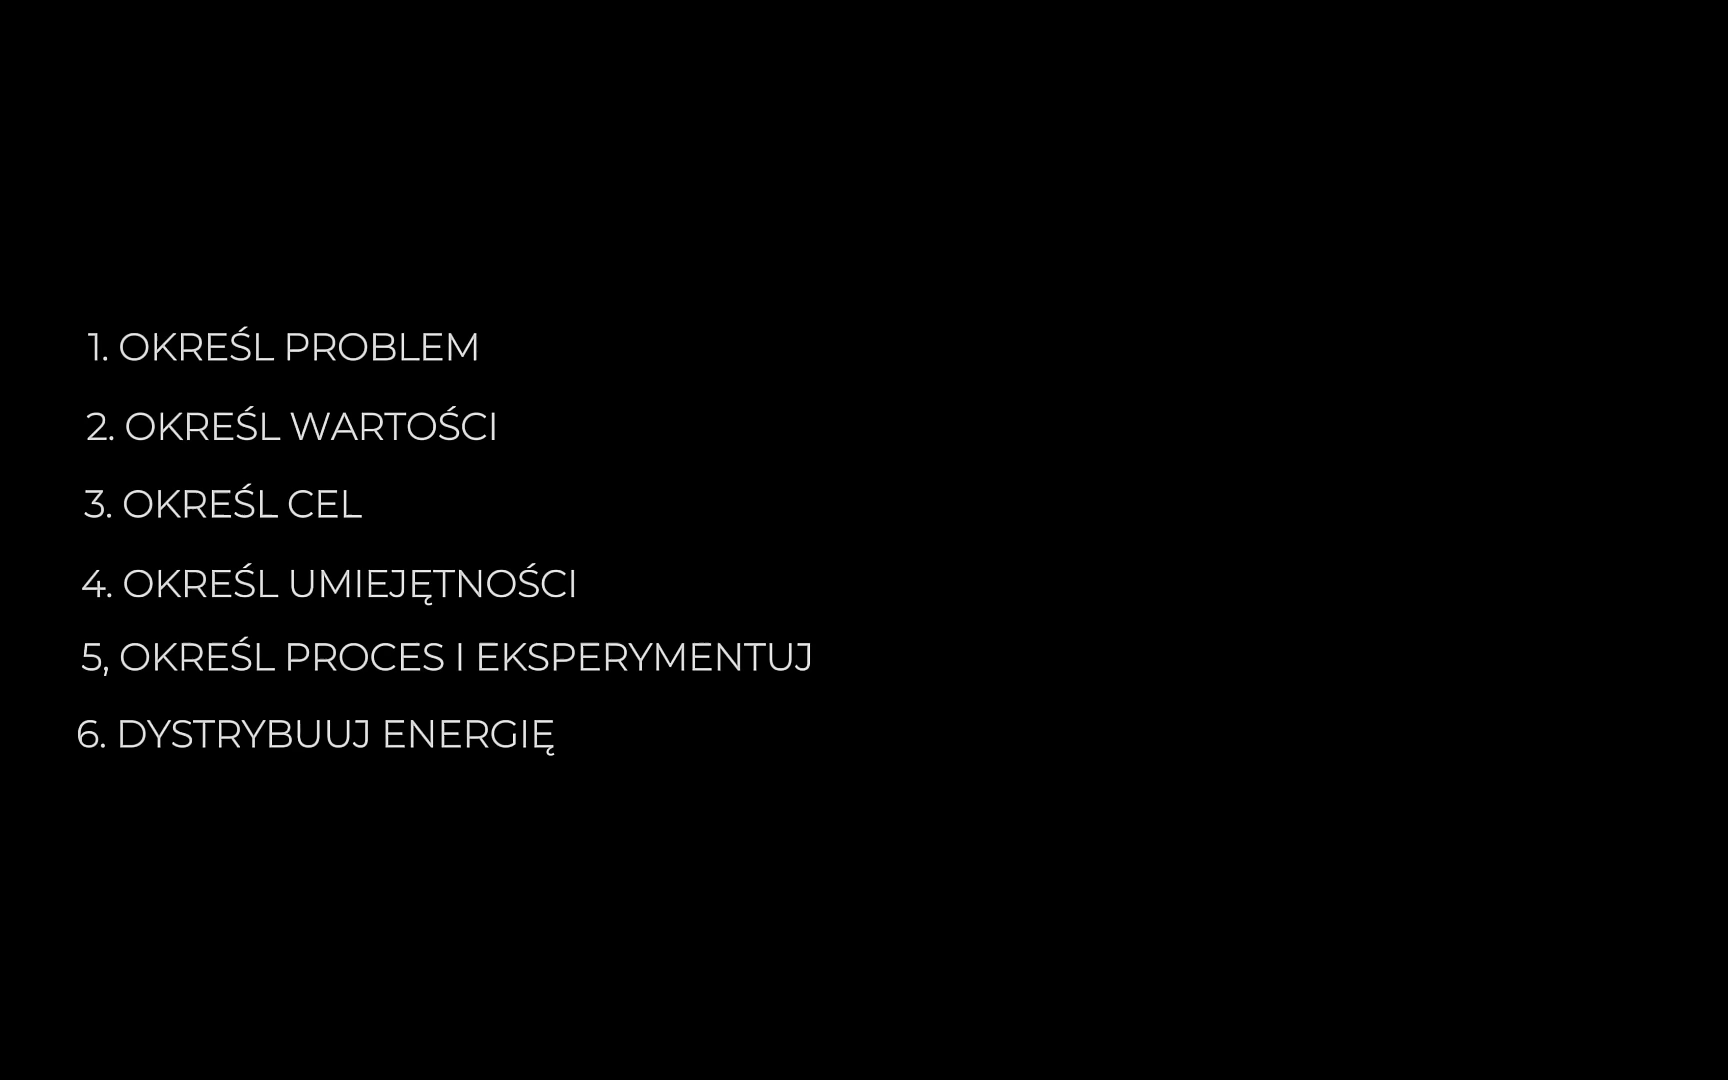 1. OKREŚL PROBLEM
2. OKREŚL WARTOŚCI
3. OKREŚL CEL
4. OKREŚL UMIEJĘTNOŚCI
5, OKREŚL PROCES I EKSPERYMENTUJ
6. DYSTRYBUUJ ENERGIĘ